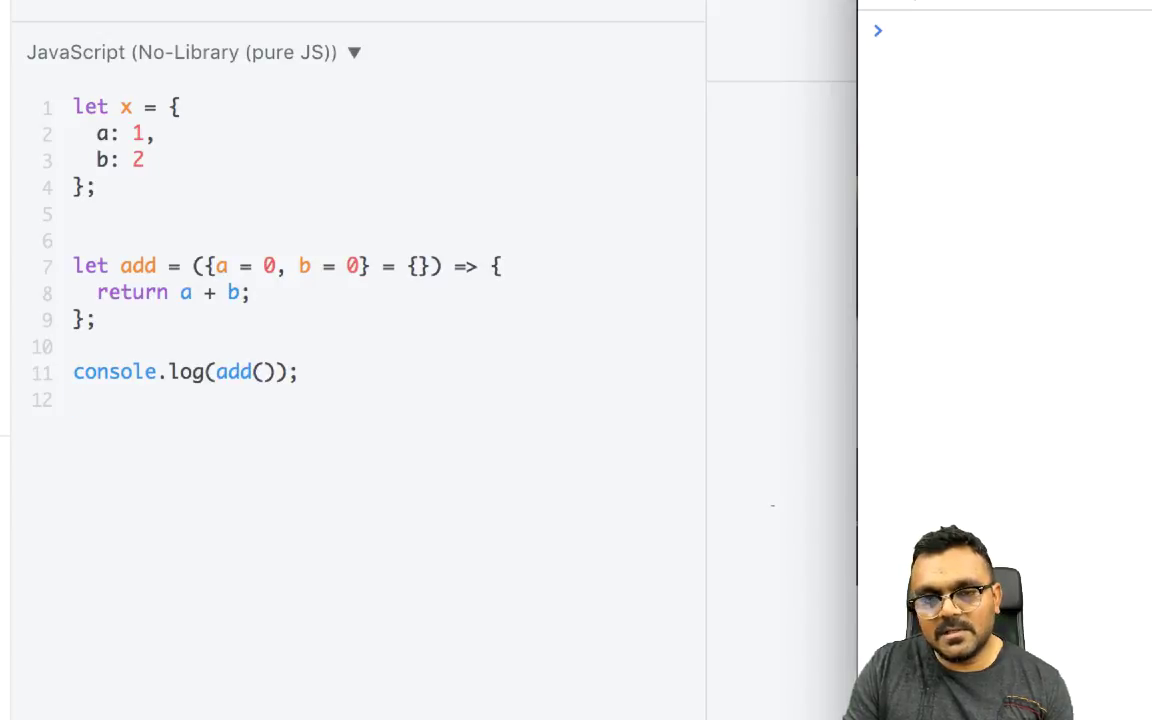 JavaScript (No-Library (pure JS)) ▼
1 let x = {
2   a: 1,
3   b: 2
4 };
5
6
7 let add = ({a = 0, b = 0} = {}) => {
8   return a + b;
9 };
10
11 console.log(add());
12
>